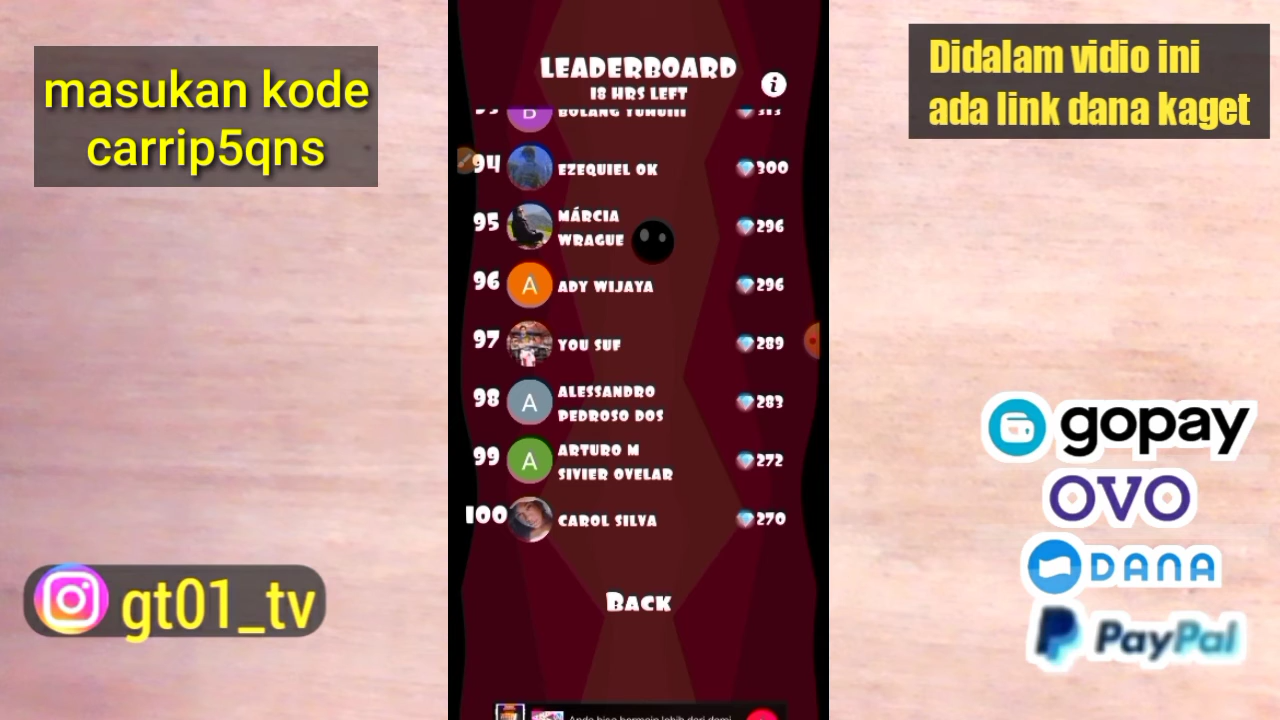 masukan kode
carrip5qns
gt01_tv
LEADERBOARD
18 HRS LEFT
i
B 313
94 EZEQUIEL OK 300
95 MÁRCIA
WRAGUE 296
96 A ADY WIJAYA 296
97 YOU SUF 289
98 A ALESSANDRO
PEDROSO DOS 283
99 A ARTURO M
SIVIER OVELAR 272
100 CAROL SILVA 270
BACK
Didalam vidio ini
ada link dana kaget
gopay
OVO
DANA
PayPal